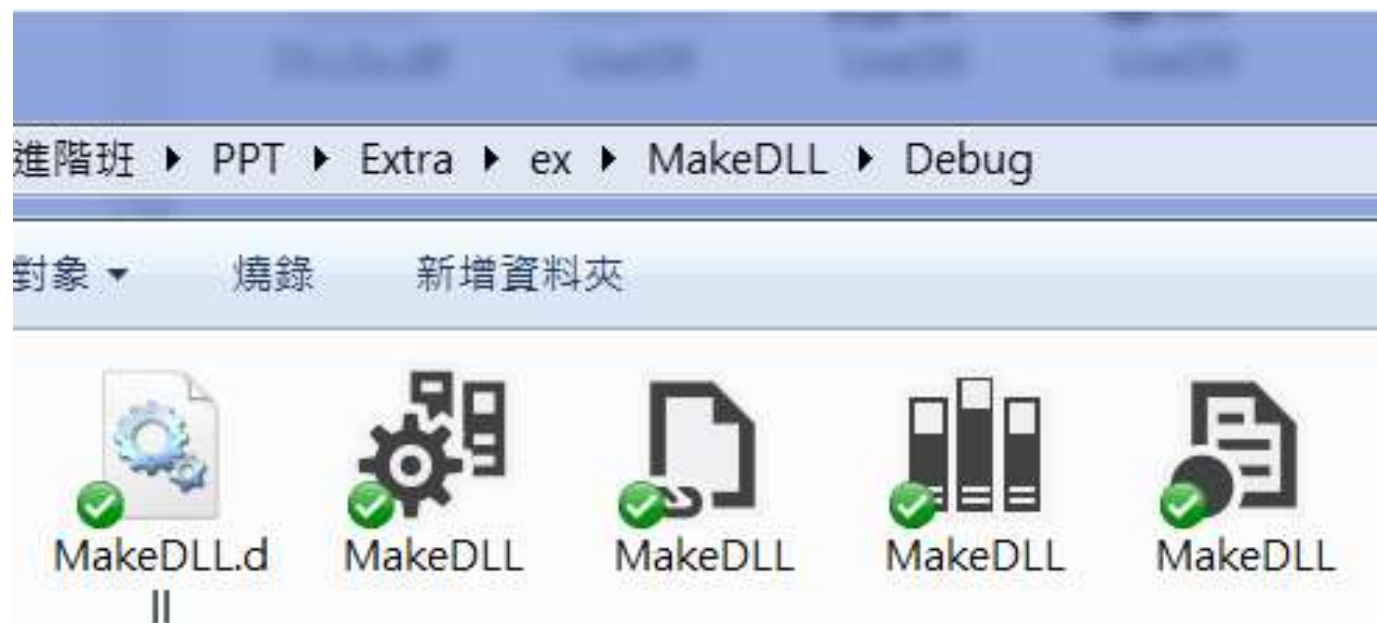 進階班 ▸ PPT ▸ Extra ▸ ex ▸ MakeDLL ▸ Debug
對象 ▾ 燒錄 新增資料夾
MakeDLL.d MakeDLL MakeDLL MakeDLL MakeDLL
ll